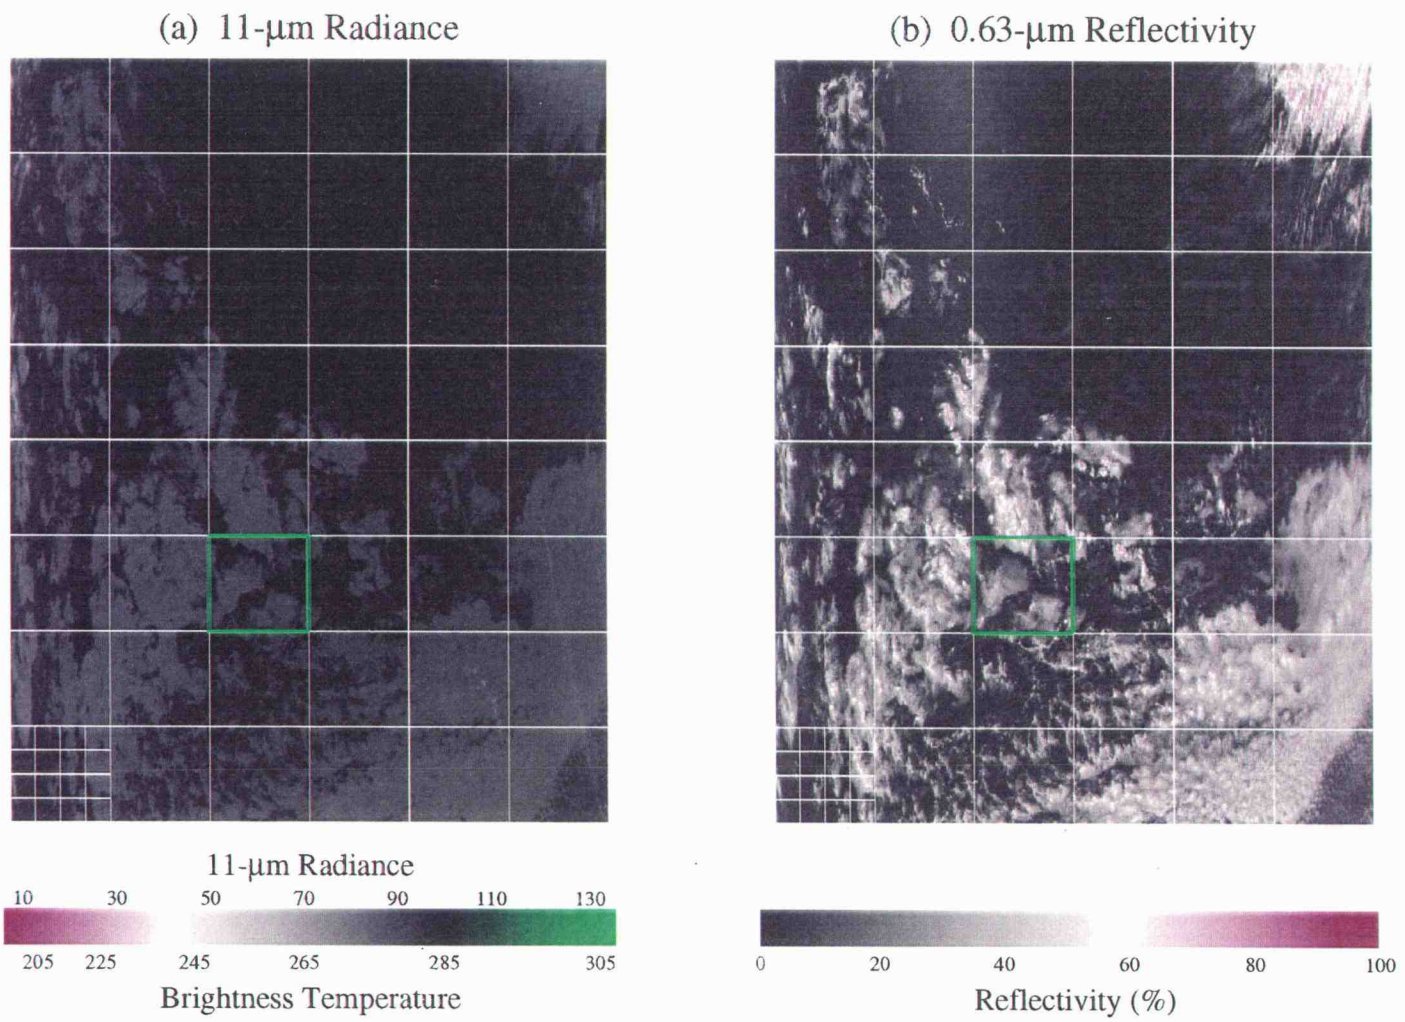 (a) 11-μm Radiance
(b) 0.63-μm Reflectivity
11-μm Radiance
10 30 50 70 90 110 130
205 225 245 265 285 305
Brightness Temperature
0 20 40 60 80 100
Reflectivity (%)